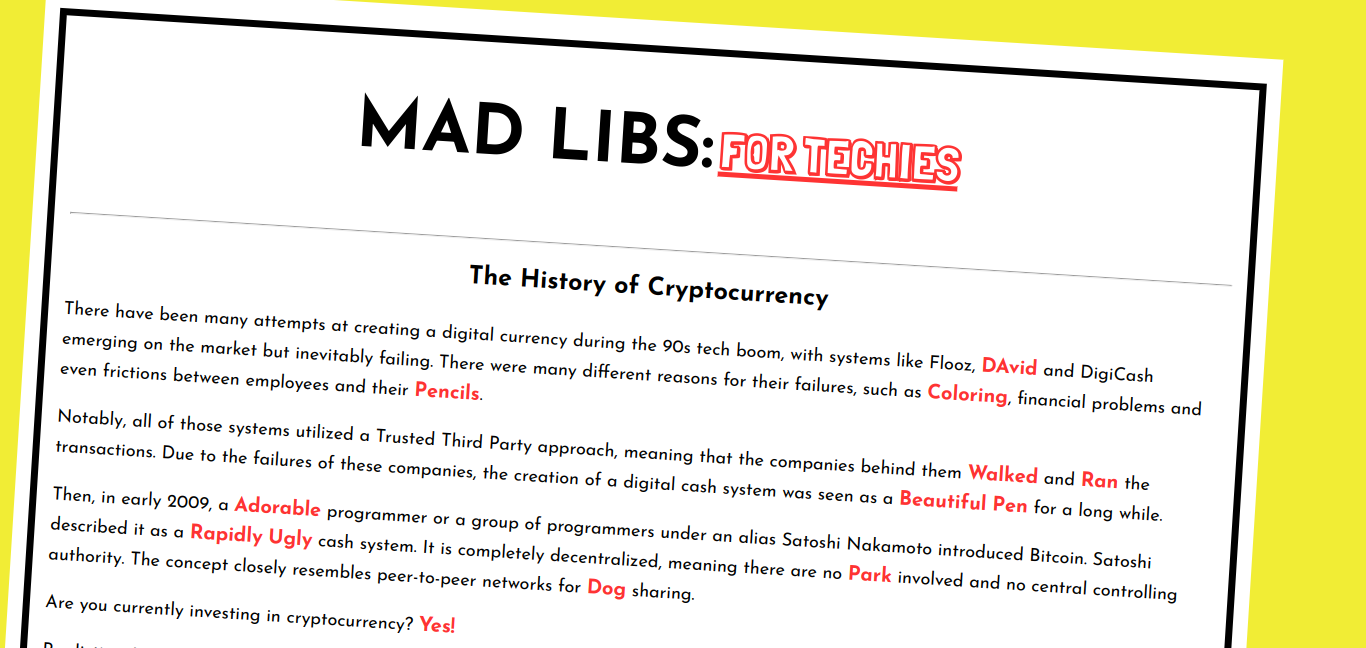 MAD LIBS: FOR TECHIES
The History of Cryptocurrency
There have been many attempts at creating a digital currency during the 90s tech boom, with systems like Flooz, DAvid and DigiCash
emerging on the market but inevitably failing. There were many different reasons for their failures, such as Coloring, financial problems and
even frictions between employees and their Pencils.
Notably, all of those systems utilized a Trusted Third Party approach, meaning that the companies behind them Walked and Ran the
transactions. Due to the failures of these companies, the creation of a digital cash system was seen as a Beautiful Pen for a long while.
Then, in early 2009, a Adorable programmer or a group of programmers under an alias Satoshi Nakamoto introduced Bitcoin. Satoshi
described it as a Rapidly Ugly cash system. It is completely decentralized, meaning there are no Park involved and no central controlling
authority. The concept closely resembles peer-to-peer networks for Dog sharing.
Are you currently investing in cryptocurrency? Yes!